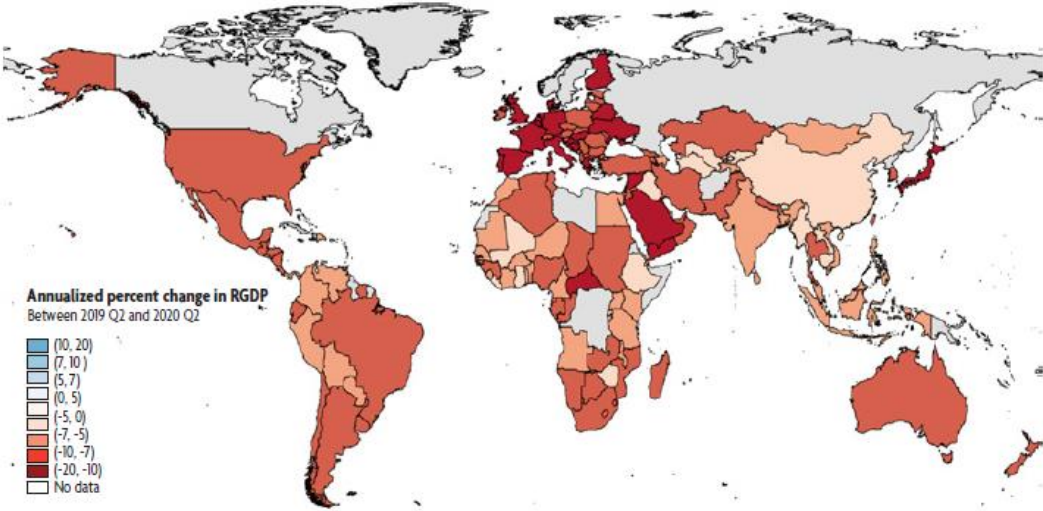 Annualized percent change in RGDP
Between 2019 Q2 and 2020 Q2
(10, 20)
(7, 10 )
(5,7)
(0, 5)
(-5, 0)
(-7, -5)
(-10, -7)
(-20, -10)
No data